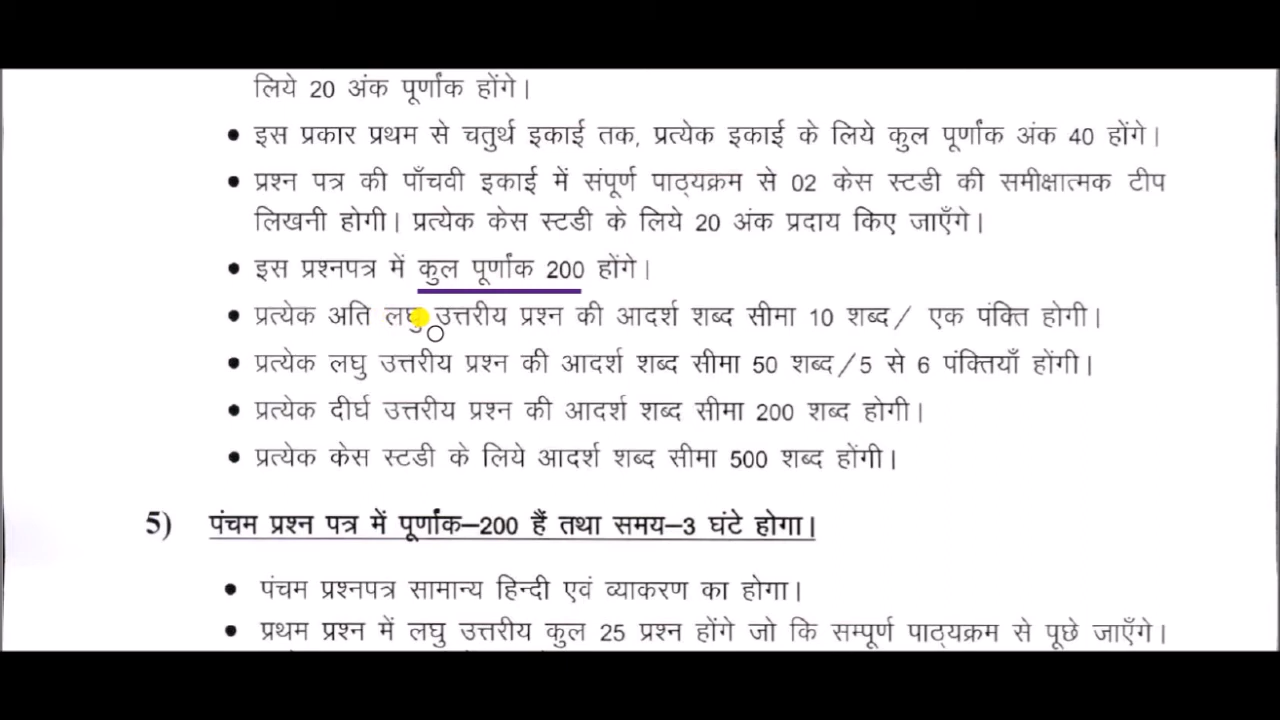 लिये 20 अंक पूर्णांक होंगे।
• इस प्रकार प्रथम से चतुर्थ इकाई तक, प्रत्येक इकाई के लिये कुल पूर्णांक अंक 40 होंगे।
• प्रश्न पत्र की पाँचवी इकाई में संपूर्ण पाठ्यक्रम से 02 केस स्टडी की समीक्षात्मक टीप
लिखनी होगी। प्रत्येक केस स्टडी के लिये 20 अंक प्रदाय किए जाएँगे।
• इस प्रश्नपत्र में कुल पूर्णांक 200 होंगे।
• प्रत्येक अति लघु उत्तरीय प्रश्न की आदर्श शब्द सीमा 10 शब्द/ एक पंक्ति होगी।
• प्रत्येक लघु उत्तरीय प्रश्न की आदर्श शब्द सीमा 50 शब्द/5 से 6 पंक्तियाँ होंगी।
• प्रत्येक दीर्घ उत्तरीय प्रश्न की आदर्श शब्द सीमा 200 शब्द होगी।
• प्रत्येक केस स्टडी के लिये आदर्श शब्द सीमा 500 शब्द होंगी।
5) पंचम प्रश्न पत्र में पूर्णांक–200 हैं तथा समय–3 घंटे होगा।
• पंचम प्रश्नपत्र सामान्य हिन्दी एवं व्याकरण का होगा।
• प्रथम प्रश्न में लघु उत्तरीय कुल 25 प्रश्न होंगे जो कि सम्पूर्ण पाठ्यक्रम से पूछे जाएँगे।